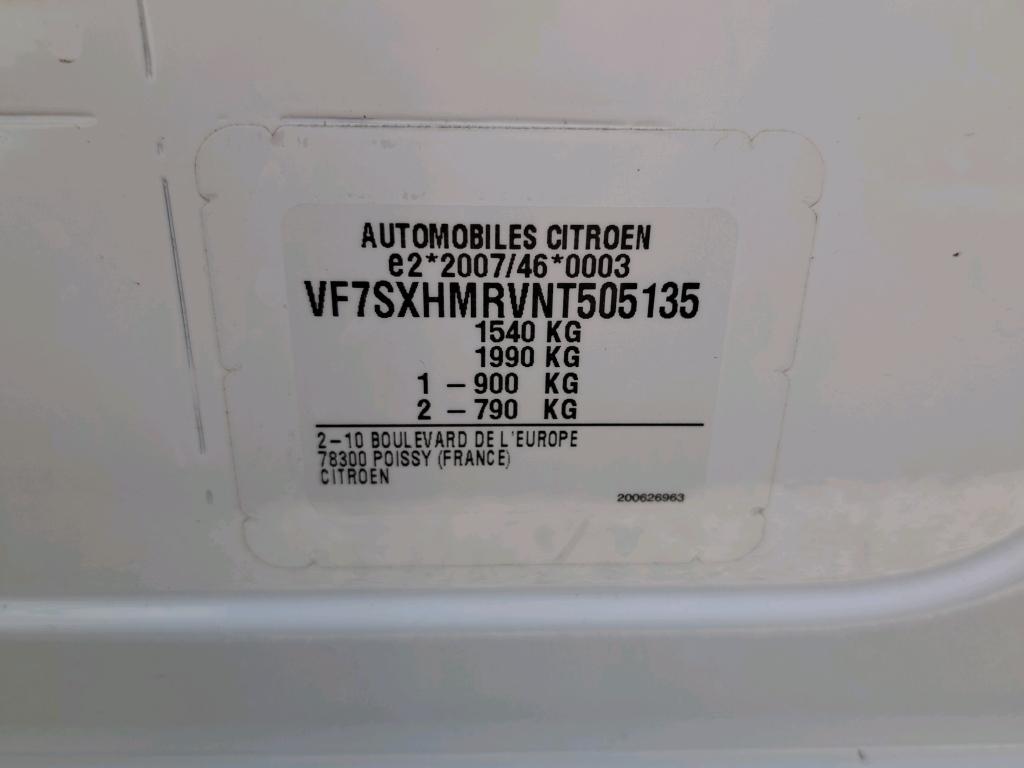 AUTOMOBILES CITROEN
e2*2007/46*0003
VF7SXHMRVNT505135
1540 KG
1990 KG
1 – 900 KG
2 – 790 KG
2–10 BOULEVARD DE L'EUROPE
78300 POISSY (FRANCE)
CITROEN
200626963